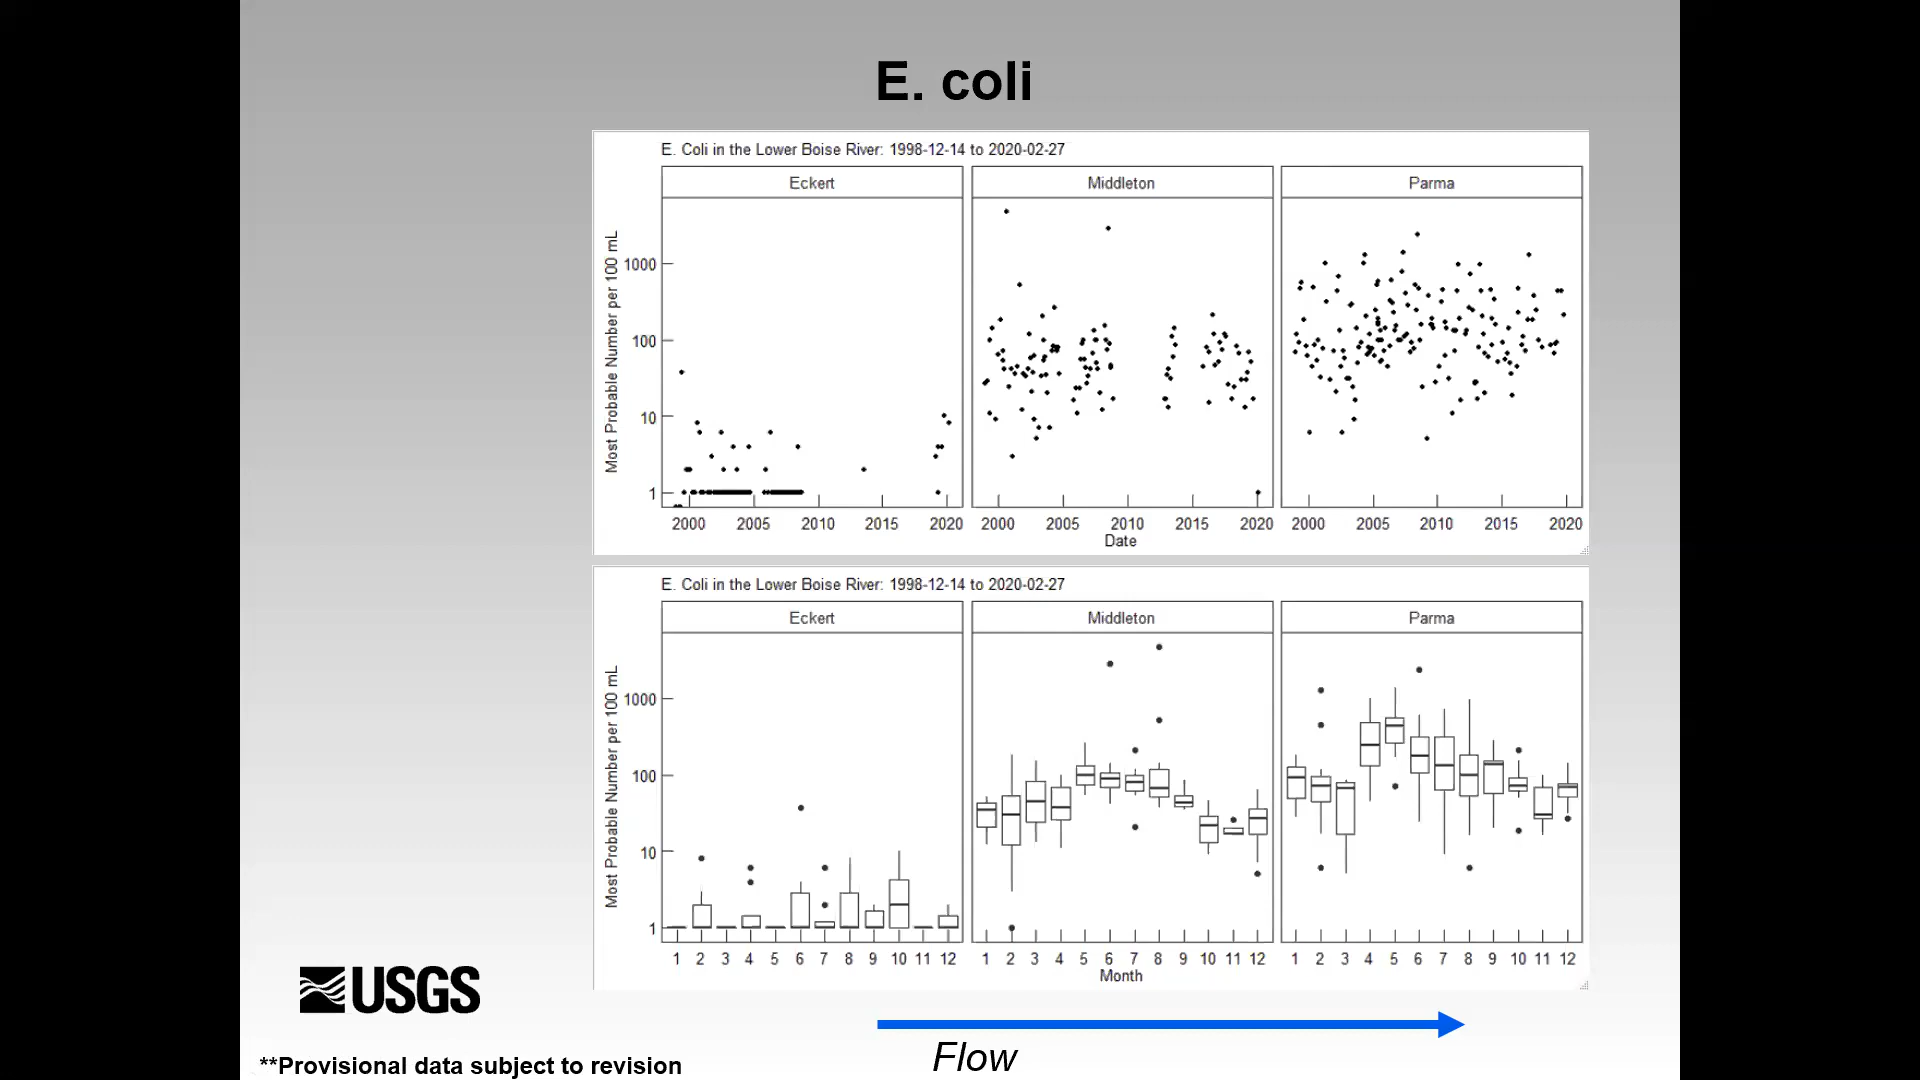 E. coli
E. Coli in the Lower Boise River: 1998-12-14 to 2020-02-27
Eckert Middleton Parma
Most Probable Number per 100 mL
1000
100
10
1
2000 2005 2010 2015 2020 2000 2005 2010 2015 2020 2000 2005 2010 2015 2020
Date
E. Coli in the Lower Boise River: 1998-12-14 to 2020-02-27
Eckert Middleton Parma
Most Probable Number per 100 mL
1000
100
10
1
1 2 3 4 5 6 7 8 9 10 11 12 1 2 3 4 5 6 7 8 9 10 11 12 1 2 3 4 5 6 7 8 9 10 11 12
Month
USGS
Flow
**Provisional data subject to revision